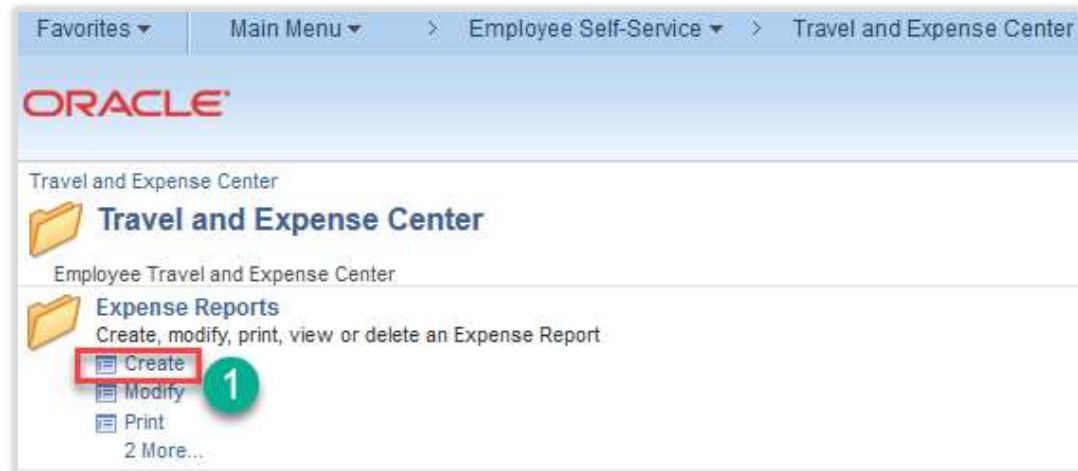 Favorites Main Menu > Employee Self-Service > Travel and Expense Center
ORACLE
Travel and Expense Center
Travel and Expense Center
Employee Travel and Expense Center
Expense Reports
Create, modify, print, view or delete an Expense Report
Create
1
Modify
Print
2 More...